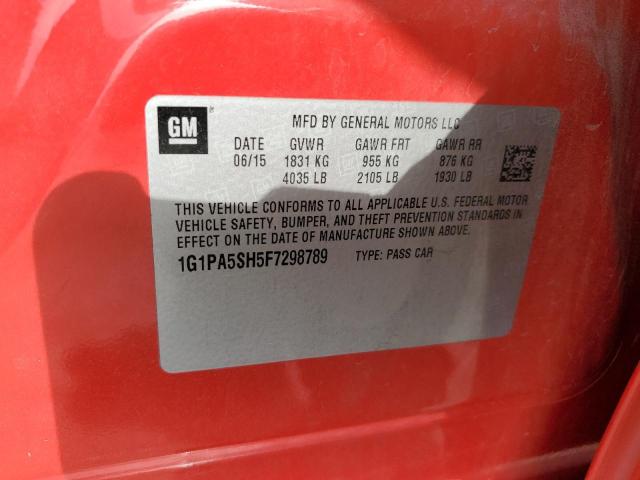 GM
MFD BY GENERAL MOTORS LLC
DATE GVWR GAWR FRT GAWR RR
06/15 1831 KG 955 KG 876 KG
4035 LB 2105 LB 1930 LB
THIS VEHICLE CONFORMS TO ALL APPLICABLE U.S. FEDERAL MOTOR
VEHICLE SAFETY, BUMPER, AND THEFT PREVENTION STANDARDS IN
EFFECT ON THE DATE OF MANUFACTURE SHOWN ABOVE.
1G1PA5SH5F7298789 TYPE: PASS CAR